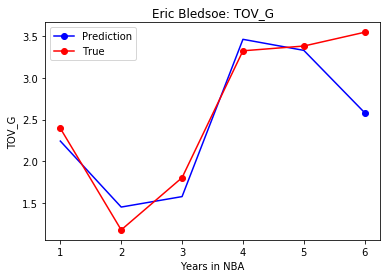 Eric Bledsoe: TOV_G
Prediction
True
3.5
3.0
2.5
2.0
1.5
TOV_G
1 2 3 4 5 6
Years in NBA